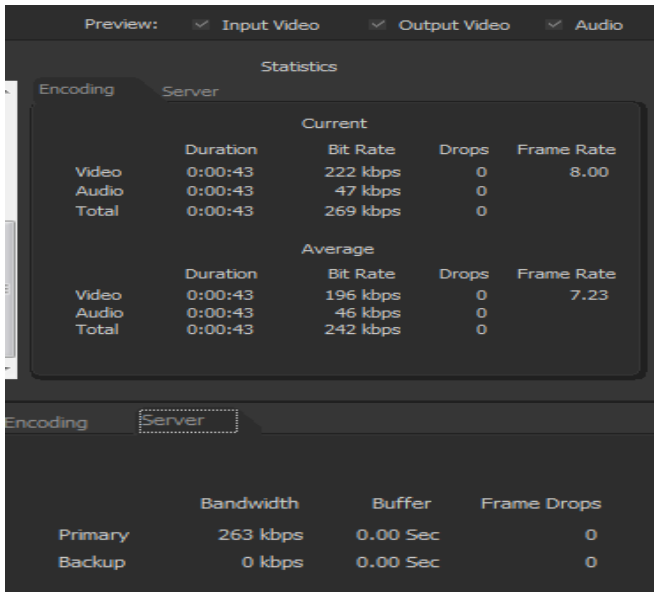 Preview: Input Video Output Video Audio
Statistics
Encoding Server
Current
Duration Bit Rate Drops Frame Rate
Video 0:00:43 222 kbps 0 8.00
Audio 0:00:43 47 kbps 0
Total 0:00:43 269 kbps 0
Average
Duration Bit Rate Drops Frame Rate
Video 0:00:43 196 kbps 0 7.23
Audio 0:00:43 46 kbps 0
Total 0:00:43 242 kbps 0
Encoding Server
Bandwidth Buffer Frame Drops
Primary 263 kbps 0.00 Sec 0
Backup 0 kbps 0.00 Sec 0